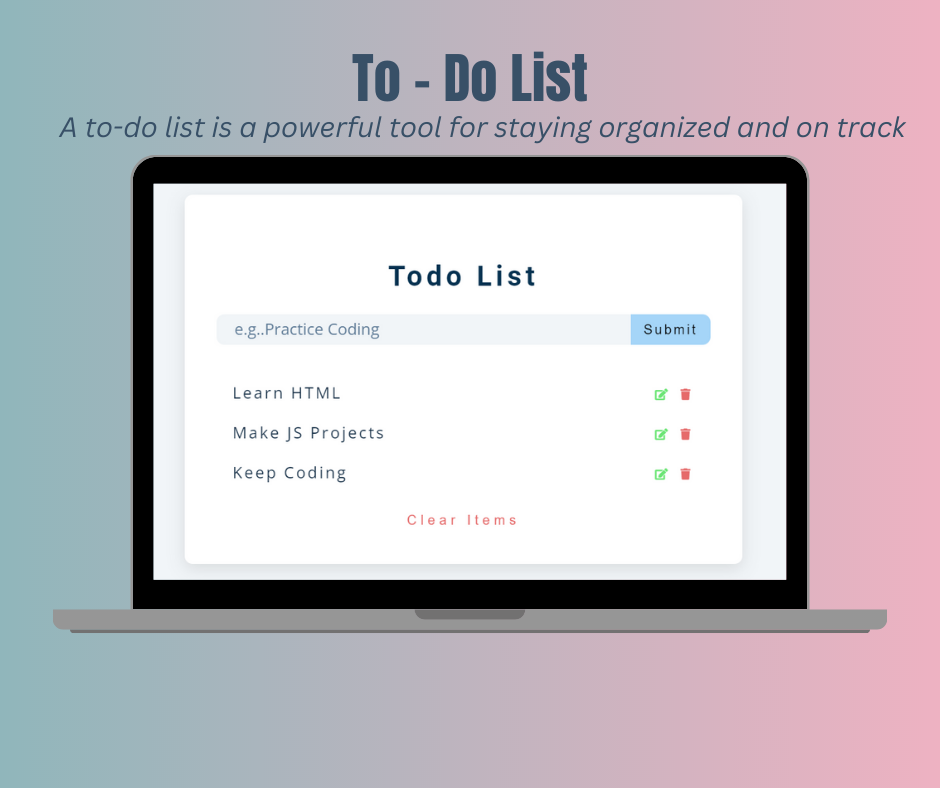 To - Do List
A to-do list is a powerful tool for staying organized and on track
Todo List
e.g..Practice Coding
Submit
Learn HTML
Make JS Projects
Keep Coding
Clear Items